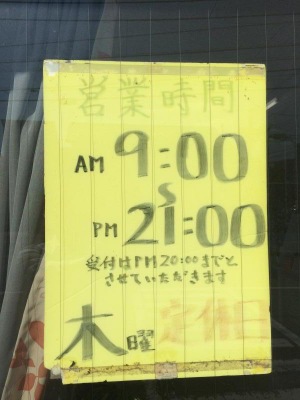 営業時間
AM 9:00
〜
PM 21:00
受付はPM20:00までと
させていただきます
木曜 定休日